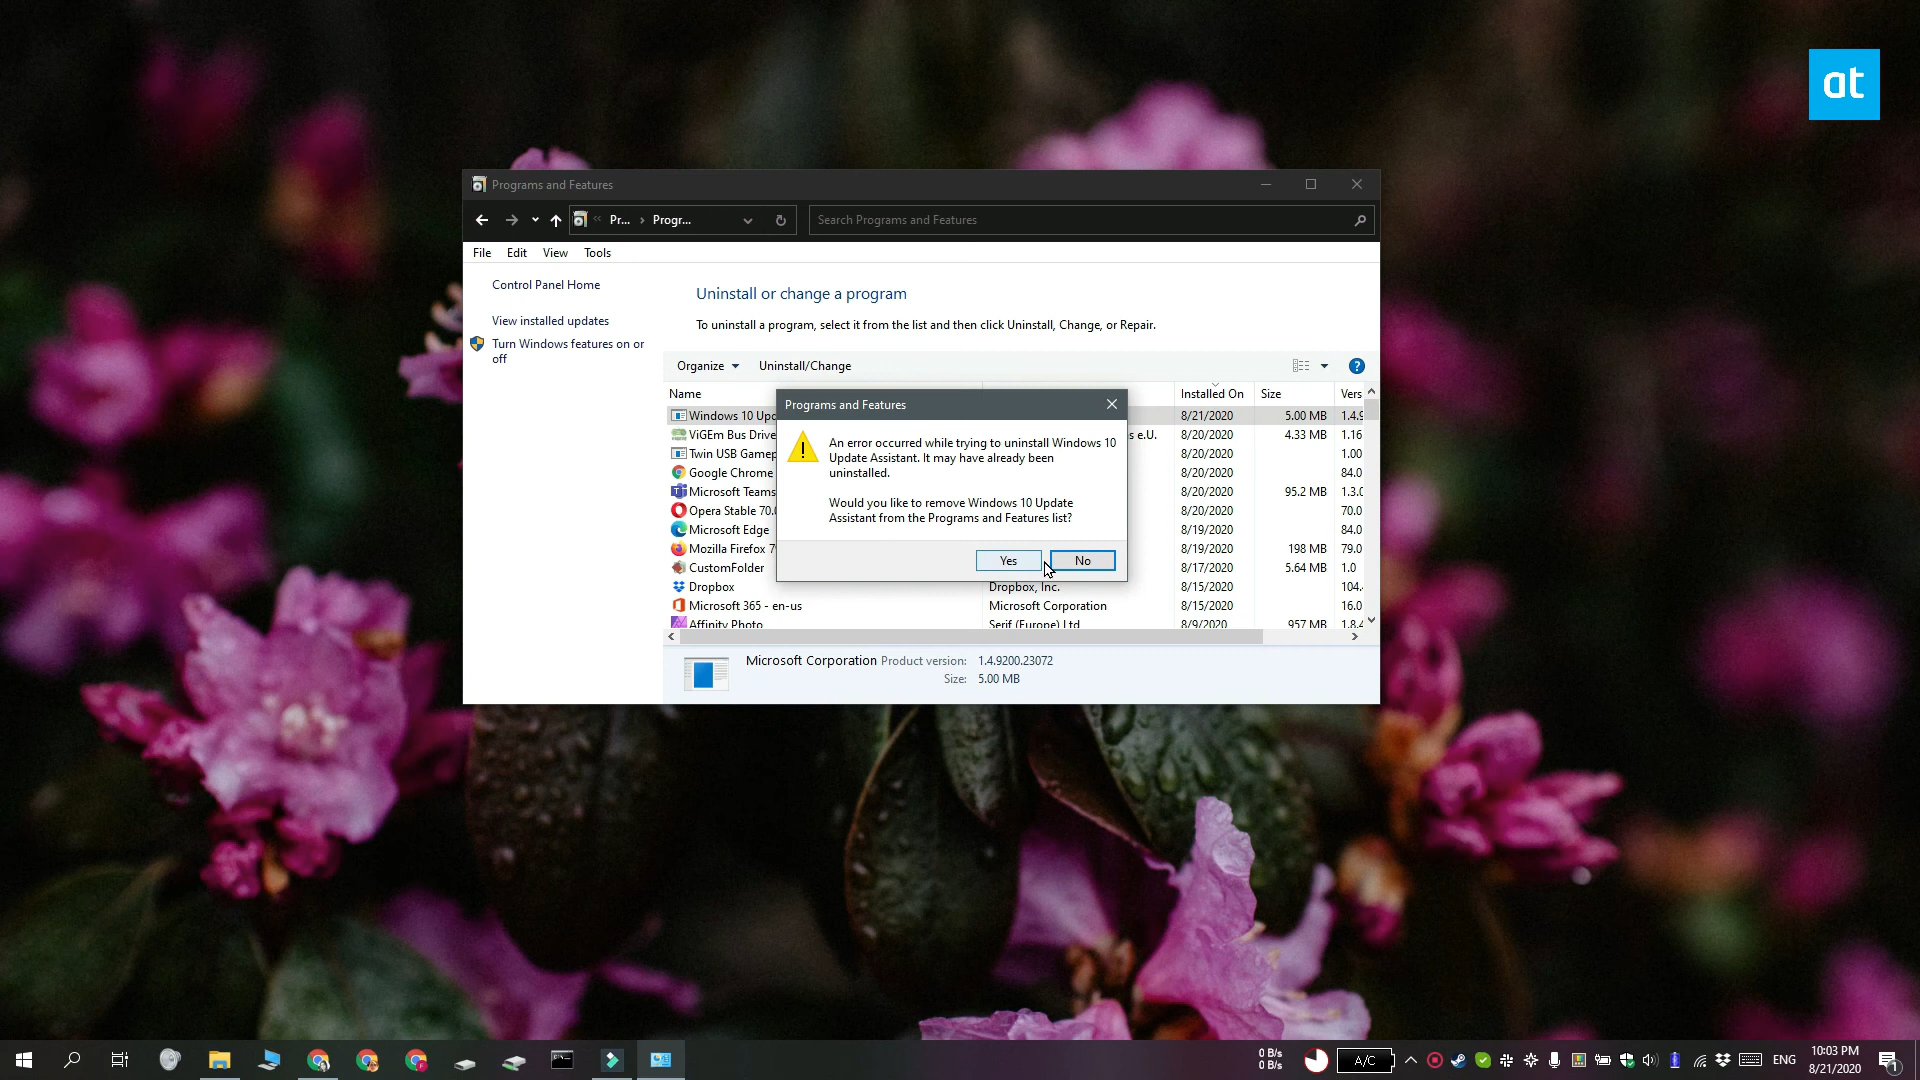 at
Programs and Features
Pr... Progr...
Search Programs and Features
File Edit View Tools
Control Panel Home
View installed updates
Turn Windows features on or
off
Uninstall or change a program
To uninstall a program, select it from the list and then click Uninstall, Change, or Repair.
Organize Uninstall/Change
Name Installed On Size Vers
Windows 10 Upd 8/21/2020 5.00 MB 1.4.9
ViGEm Bus Drive s e.U. 8/20/2020 4.33 MB 1.16
Twin USB Gamep 8/20/2020 1.00
Google Chrome 8/20/2020 84.0
Microsoft Teams 8/20/2020 95.2 MB 1.3.0
Opera Stable 70.0 8/20/2020 70.0
Microsoft Edge 8/19/2020 84.0
Mozilla Firefox 7 8/19/2020 198 MB 79.0
CustomFolder 8/17/2020 5.64 MB 1.0
Dropbox Dropbox, Inc. 8/15/2020 104.
Microsoft 365 - en-us Microsoft Corporation 8/15/2020 16.0
Affinity Photo Serif (Europe) Ltd 8/9/2020 957 MB 1.8.4
Programs and Features
An error occurred while trying to uninstall Windows 10
Update Assistant. It may have already been
uninstalled.
Would you like to remove Windows 10 Update
Assistant from the Programs and Features list?
Yes No
Microsoft Corporation Product version: 1.4.9200.23072
Size: 5.00 MB
0 B/s
0 B/s
A/C
ENG
10:03 PM
8/21/2020
1